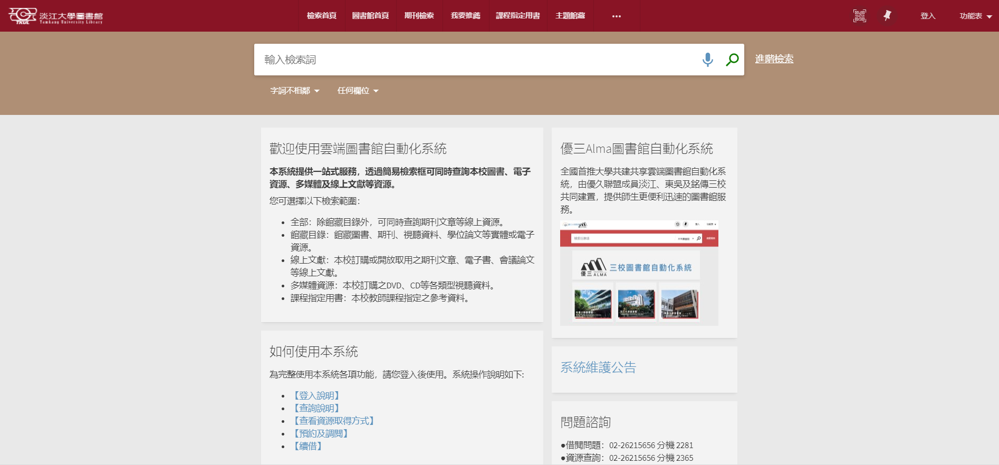 淡江大學圖書館
Tamkang University Library
TKUL
檢索首頁
圖書館首頁
期刊檢索
我要推薦
課程指定用書
主題館藏
•••
登入
功能表
輸入檢索詞
進階檢索
字詞不相鄰
任何欄位
歡迎使用雲端圖書館自動化系統
本系統提供一站式服務，透過簡易檢索框可同時查詢本校圖書、電子
資源、多媒體及線上文獻等資源。
您可選擇以下檢索範圍：
• 全部：除館藏目錄外，可同時查詢期刊文章等線上資源。
• 館藏目錄：館藏圖書、期刊、視聽資料、學位論文等實體或電子
資源。
• 線上文獻：本校訂購或開放取用之期刊文章、電子書、會議論文
等線上文獻。
• 多媒體資源：本校訂購之DVD、CD等各類型視聽資料。
• 課程指定用書：本校教師課程指定之參考資料。
如何使用本系統
為完整使用本系統各項功能，請您登入後使用。系統操作說明如下:
• 【登入說明】
• 【查詢說明】
• 【查看資源取得方式】
• 【預約及調閱】
• 【續借】
優三Alma圖書館自動化系統
全國首推大學共建共享雲端圖書館自動化系
統，由優久聯盟成員淡江、東吳及銘傳三校
共同建置，提供師生更便利迅速的圖書館服
務。
登入
功能表
優三ALMA
三校圖書館自動化系統
淡江大學圖書館
系統維護公告
問題諮詢
●借閱問題：02-26215656 分機 2281
●資源查詢：02-26215656 分機 2365